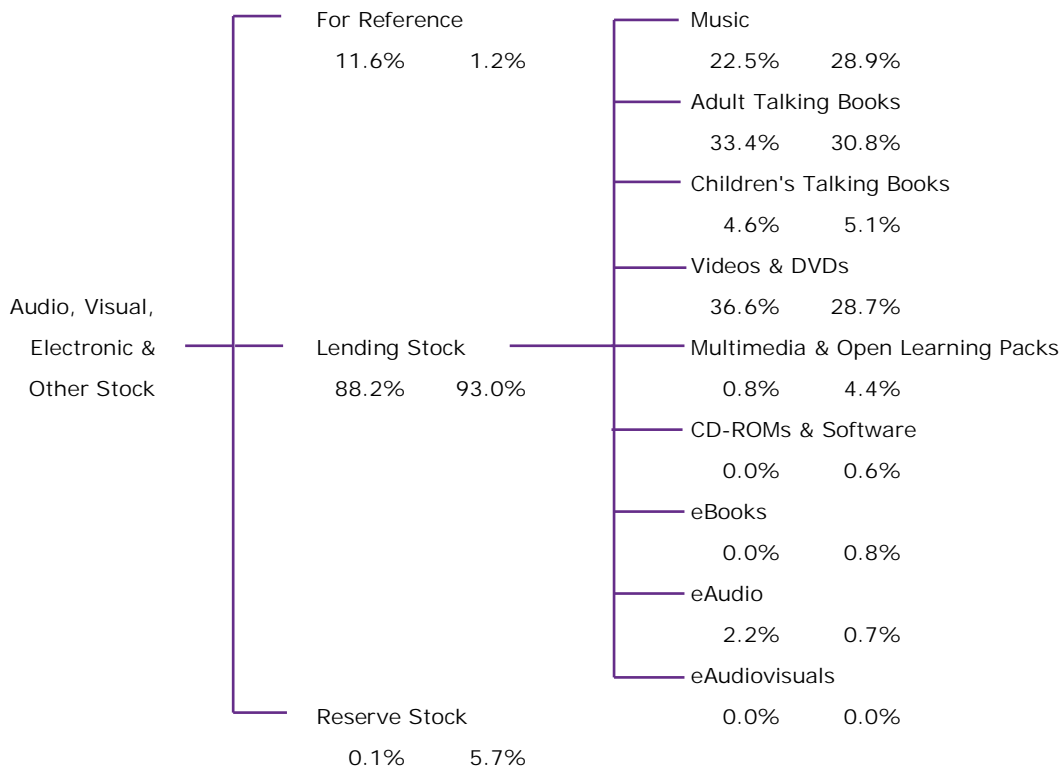 For Reference
11.6% 1.2%
Audio, Visual,
Electronic &
Other Stock
Lending Stock
88.2% 93.0%
Reserve Stock
0.1% 5.7%
Music
22.5% 28.9%
Adult Talking Books
33.4% 30.8%
Children's Talking Books
4.6% 5.1%
Videos & DVDs
36.6% 28.7%
Multimedia & Open Learning Packs
0.8% 4.4%
CD-ROMs & Software
0.0% 0.6%
eBooks
0.0% 0.8%
eAudio
2.2% 0.7%
eAudiovisuals
0.0% 0.0%